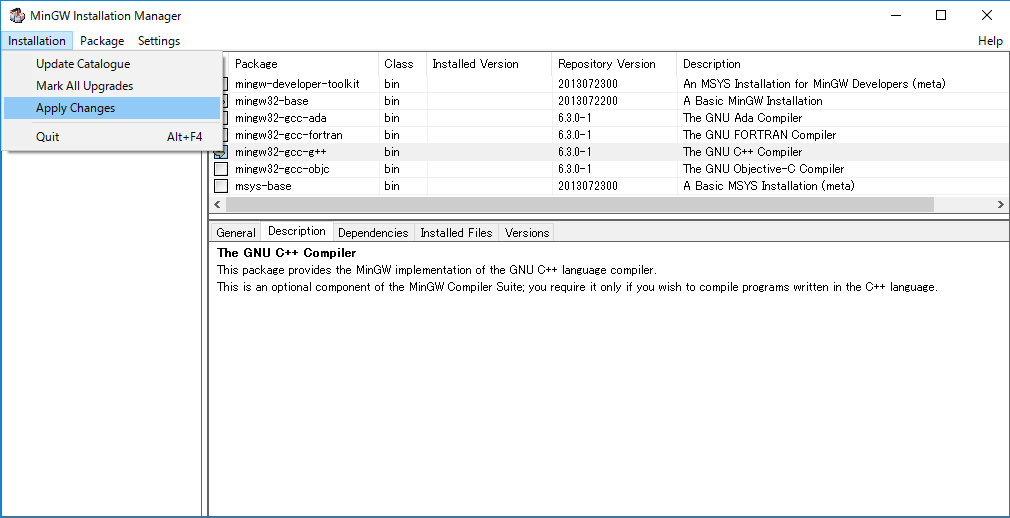 MinGW Installation Manager
Installation Package Settings Help
Update Catalogue
Mark All Upgrades
Apply Changes
Quit Alt+F4
Package Class Installed Version Repository Version Description
mingw-developer-toolkit bin 2013072300 An MSYS Installation for MinGW Developers (meta)
mingw32-base bin 2013072200 A Basic MinGW Installation
mingw32-gcc-ada bin 6.3.0-1 The GNU Ada Compiler
mingw32-gcc-fortran bin 6.3.0-1 The GNU FORTRAN Compiler
mingw32-gcc-g++ bin 6.3.0-1 The GNU C++ Compiler
mingw32-gcc-objc bin 6.3.0-1 The GNU Objective-C Compiler
msys-base bin 2013072300 A Basic MSYS Installation (meta)
General Description Dependencies Installed Files Versions
The GNU C++ Compiler
This package provides the MinGW implementation of the GNU C++ language compiler.
This is an optional component of the MinGW Compiler Suite; you require it only if you wish to compile programs written in the C++ language.